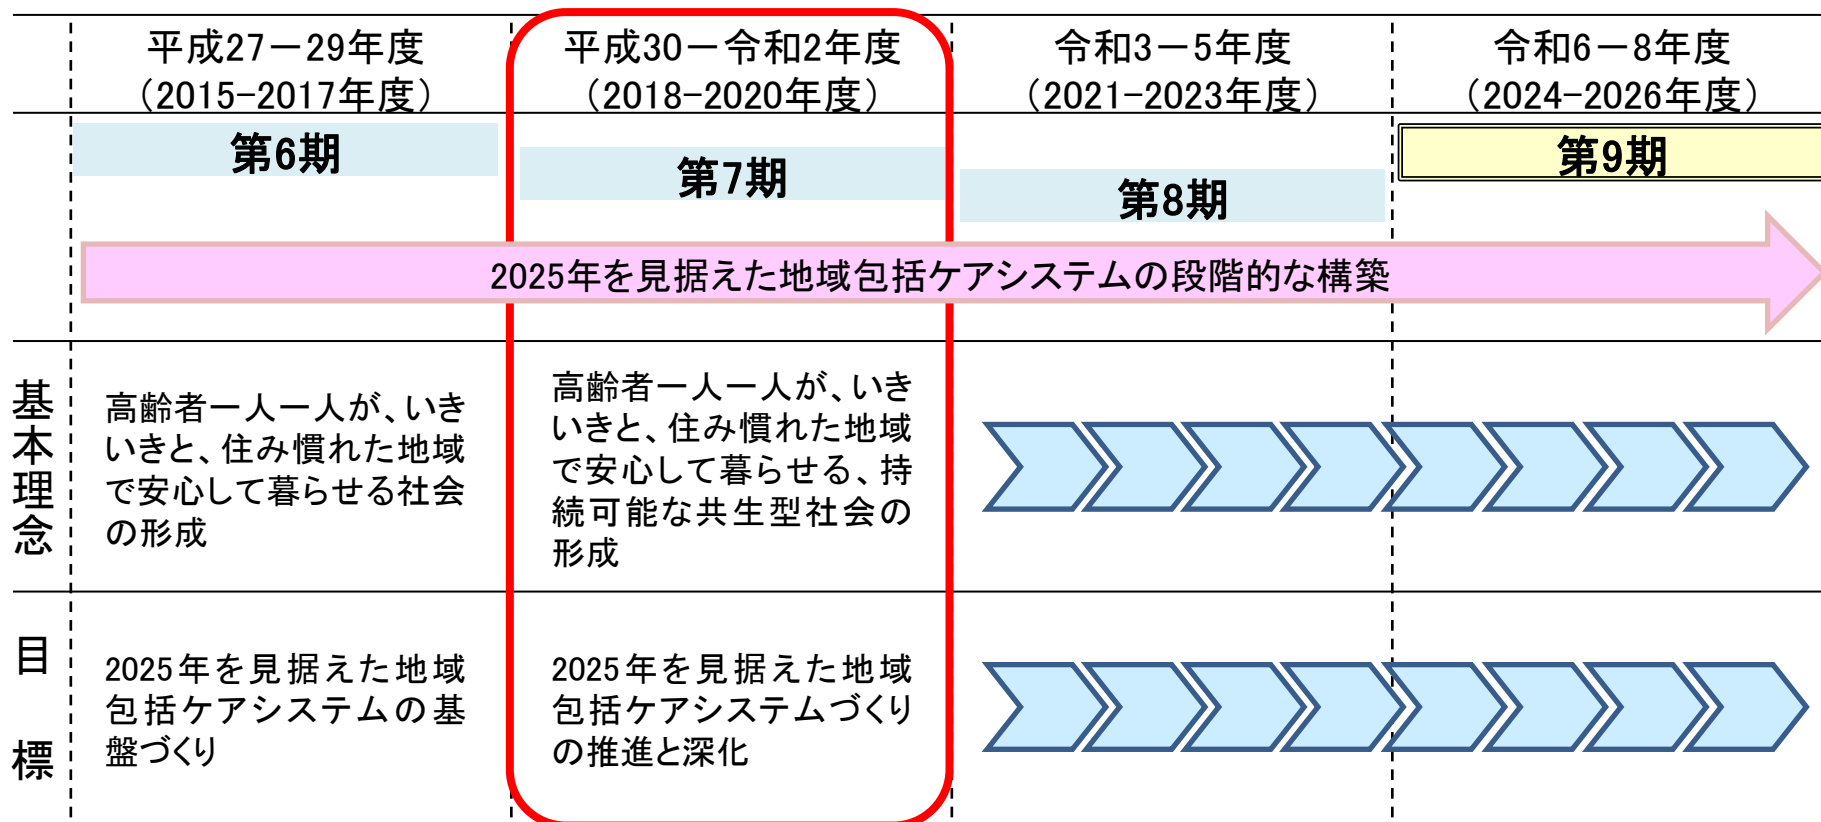 平成27－29年度
（2015-2017年度）
平成30－令和2年度
（2018-2020年度）
令和3－5年度
（2021-2023年度）
令和6－8年度
（2024-2026年度）
第6期
第7期
第8期
第9期
2025年を見据えた地域包括ケアシステムの段階的な構築
基本理念
高齢者一人一人が、いき
いきと、住み慣れた地域
で安心して暮らせる社会
の形成
高齢者一人一人が、いき
いきと、住み慣れた地域
で安心して暮らせる、持
続可能な共生型社会の
形成
目標
2025年を見据えた地域
包括ケアシステムの基
盤づくり
2025年を見据えた地域
包括ケアシステムづくり
の推進と深化